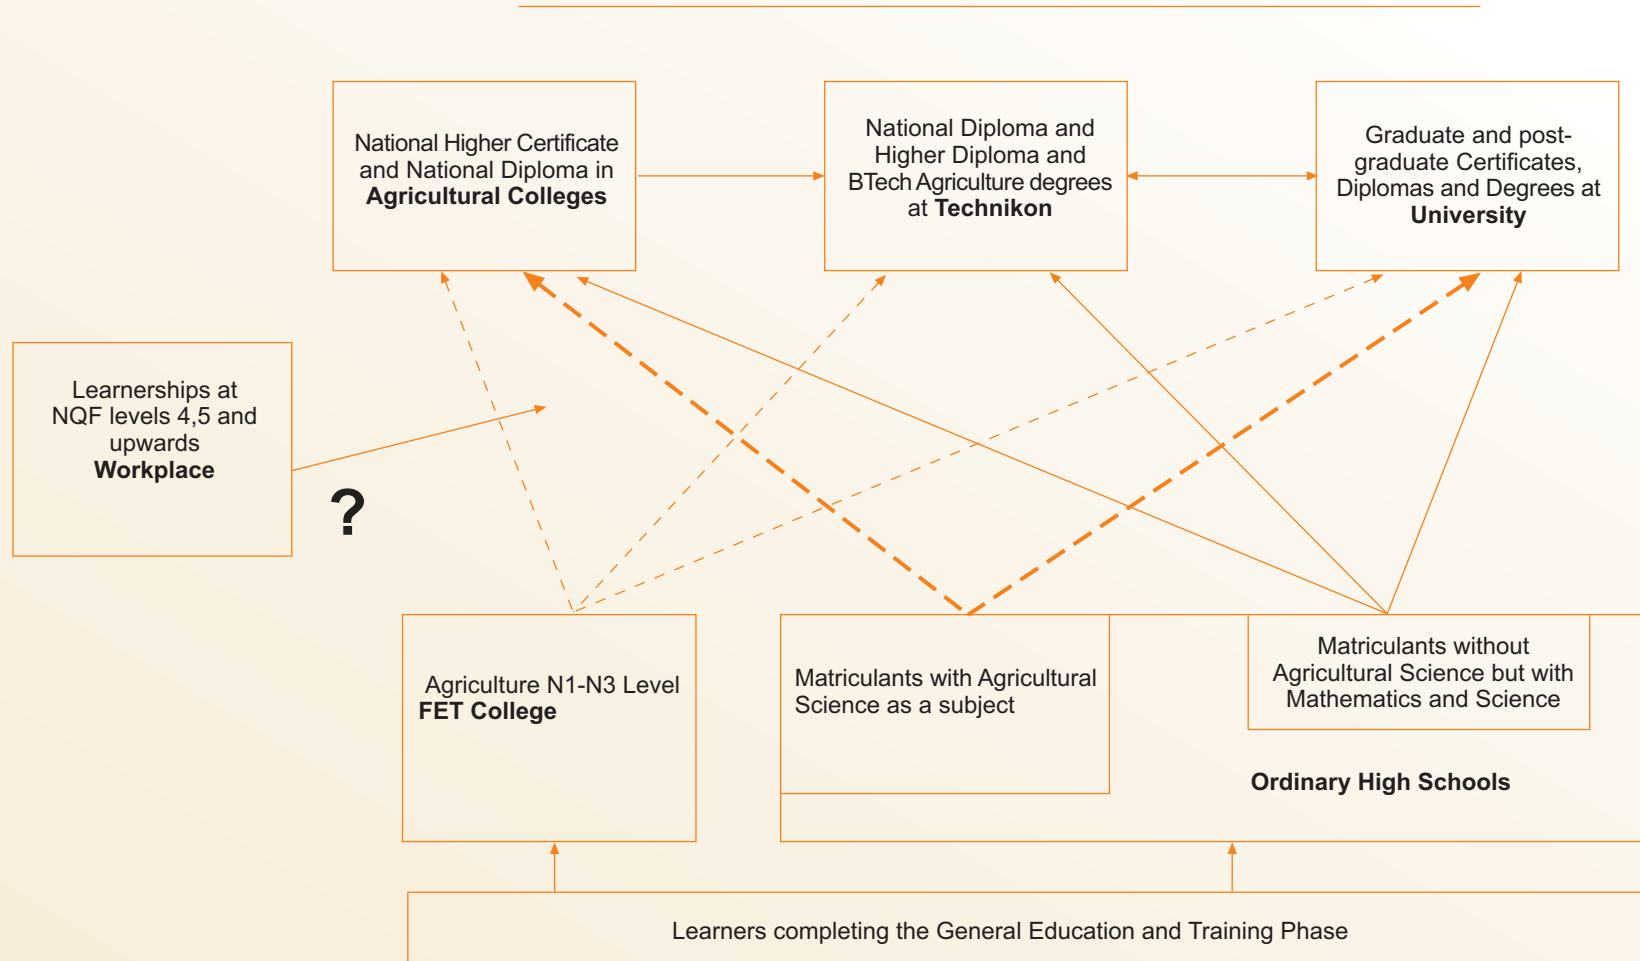 National Higher Certificate
and National Diploma in
Agricultural Colleges
National Diploma and
Higher Diploma and
BTech Agriculture degrees
at Technikon
Graduate and post-
graduate Certificates,
Diplomas and Degrees at
University
Learnerships at
NQF levels 4,5 and
upwards
Workplace
?
Agriculture N1-N3 Level
FET College
Matriculants with Agricultural
Science as a subject
Matriculants without
Agricultural Science but with
Mathematics and Science
Ordinary High Schools
Learners completing the General Education and Training Phase